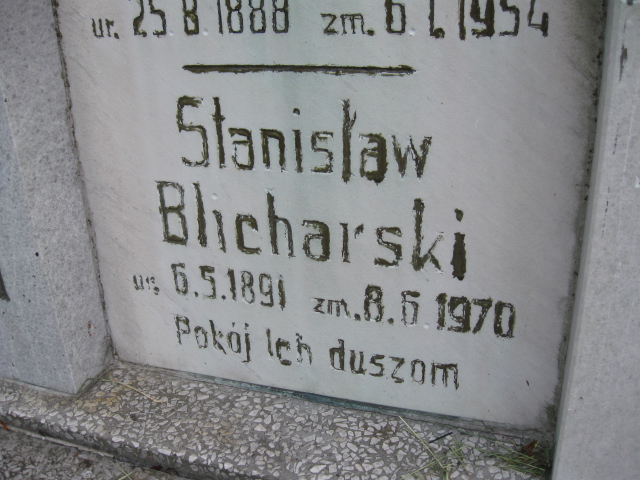 ur. 25 8.1888 zm. 6 1.1954
Stanisław
Blicharski
ur. 6.5.1891 zm. 8.6 1970
Pokój Ich duszom